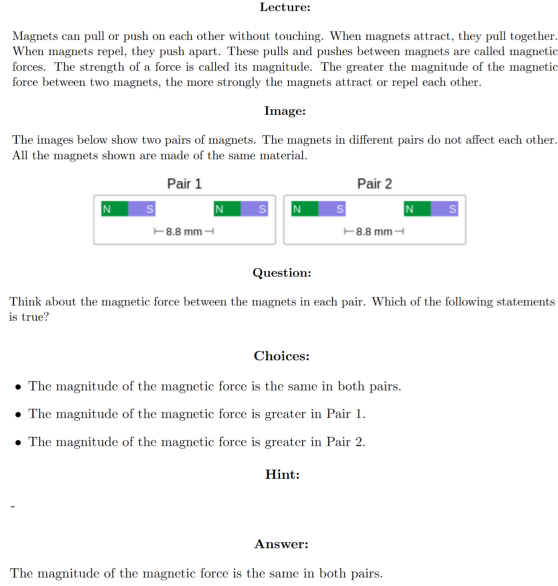 Lecture:
Magnets can pull or push on each other without touching. When magnets attract, they pull together.
When magnets repel, they push apart. These pulls and pushes between magnets are called magnetic
forces. The strength of a force is called its magnitude. The greater the magnitude of the magnetic
force between two magnets, the more strongly the magnets attract or repel each other.
Image:
The images below show two pairs of magnets. The magnets in different pairs do not affect each other.
All the magnets shown are made of the same material.
Pair 1 Pair 2
N S N S N S N S
8.8 mm 8.8 mm
Question:
Think about the magnetic force between the magnets in each pair. Which of the following statements
is true?
Choices:
• The magnitude of the magnetic force is the same in both pairs.
• The magnitude of the magnetic force is greater in Pair 1.
• The magnitude of the magnetic force is greater in Pair 2.
Hint:
-
Answer:
The magnitude of the magnetic force is the same in both pairs.